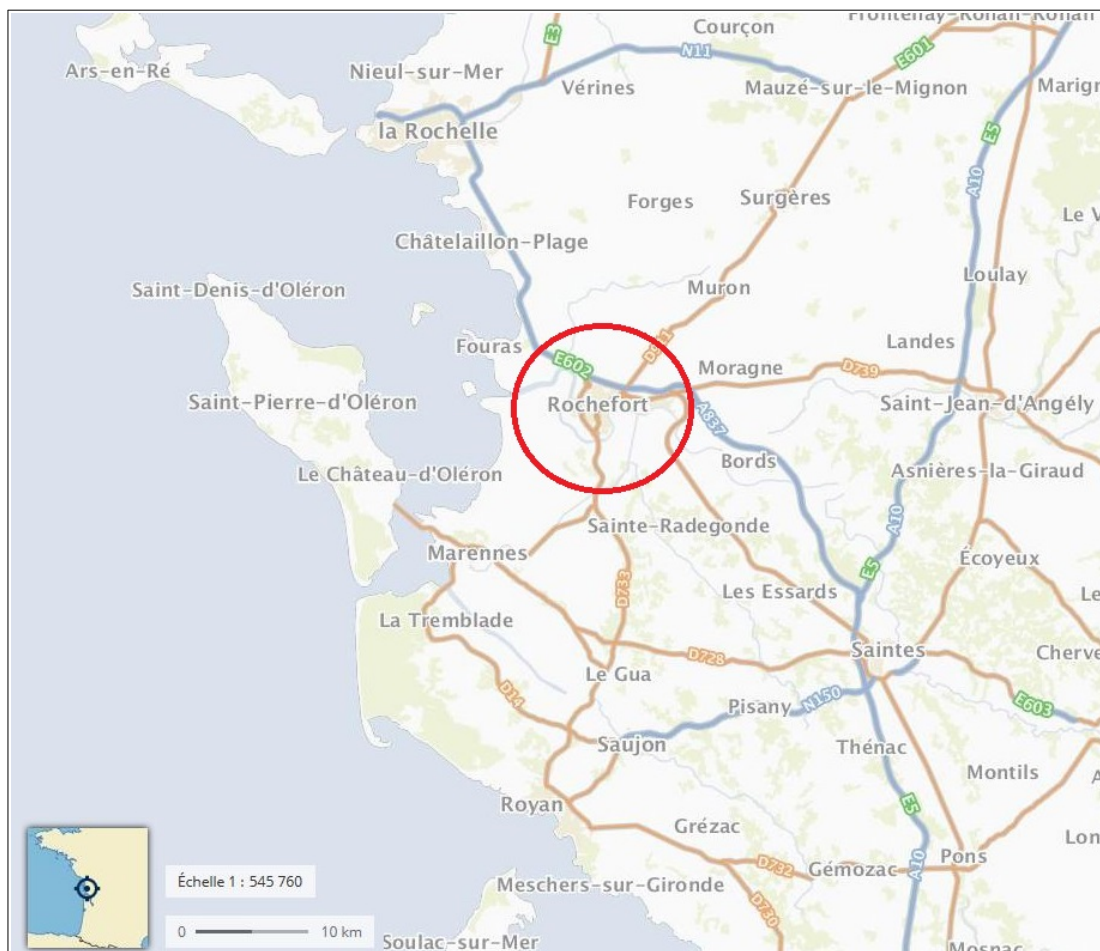 Frontenay-Rohan-Rohan
Courçon
E3
N11
E601
Ars-en-Ré
Nieul-sur-Mer
Vérines
Mauzé-sur-le-Mignon
Marign
la Rochelle
E5
A10
Forges
Surgères
Le V
Châtelaillon-Plage
Loulay
Saint-Denis-d'Oléron
Muron
Fouras
Landes
E602
Moragne
D739
Saint-Pierre-d'Oléron
Rochefort
A837
Saint-Jean-d'Angély
Le Château-d'Oléron
Bords
Asnières-la-Giraud
A10
Sainte-Radegonde
Marennes
Écoyeux
E5
D733
Les Essards
Le
La Tremblade
Saintes
D728
Cherve
Le Gua
D14
Pisany
N150
E603
Saujon
Thénac
Montils
Royan
E5
Grézac
Lon
A10
Pons
D732
Gémozac
Échelle 1 : 545 760
Meschers-sur-Gironde
D730
0 10 km
Soulac-sur-Mer
Mosnac